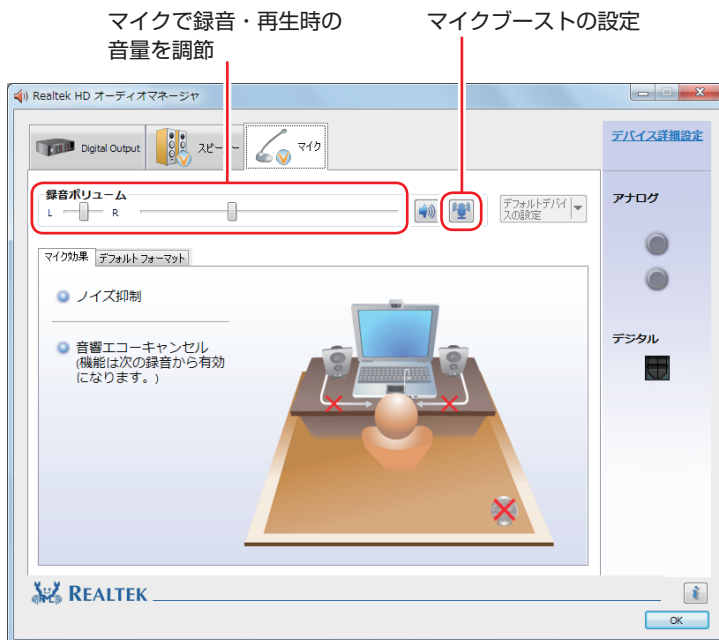 マイクで録音・再生時の
音量を調節
マイクブーストの設定
Realtek HD オーディオマネージャ
Digital Output
マイク
デバイス詳細設定
録音ボリューム
L R
デフォルトデバイ
スの設定
アナログ
マイク効果 デフォルトフォーマット
ノイズ抑制
音響エコーキャンセル
(機能は次の録音から有効
になります。)
デジタル
REALTEK
OK